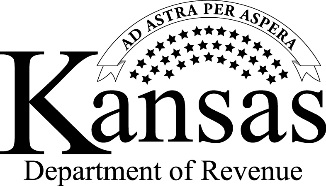 AD ASTRA PER ASPERA
Kansas
Department of Revenue